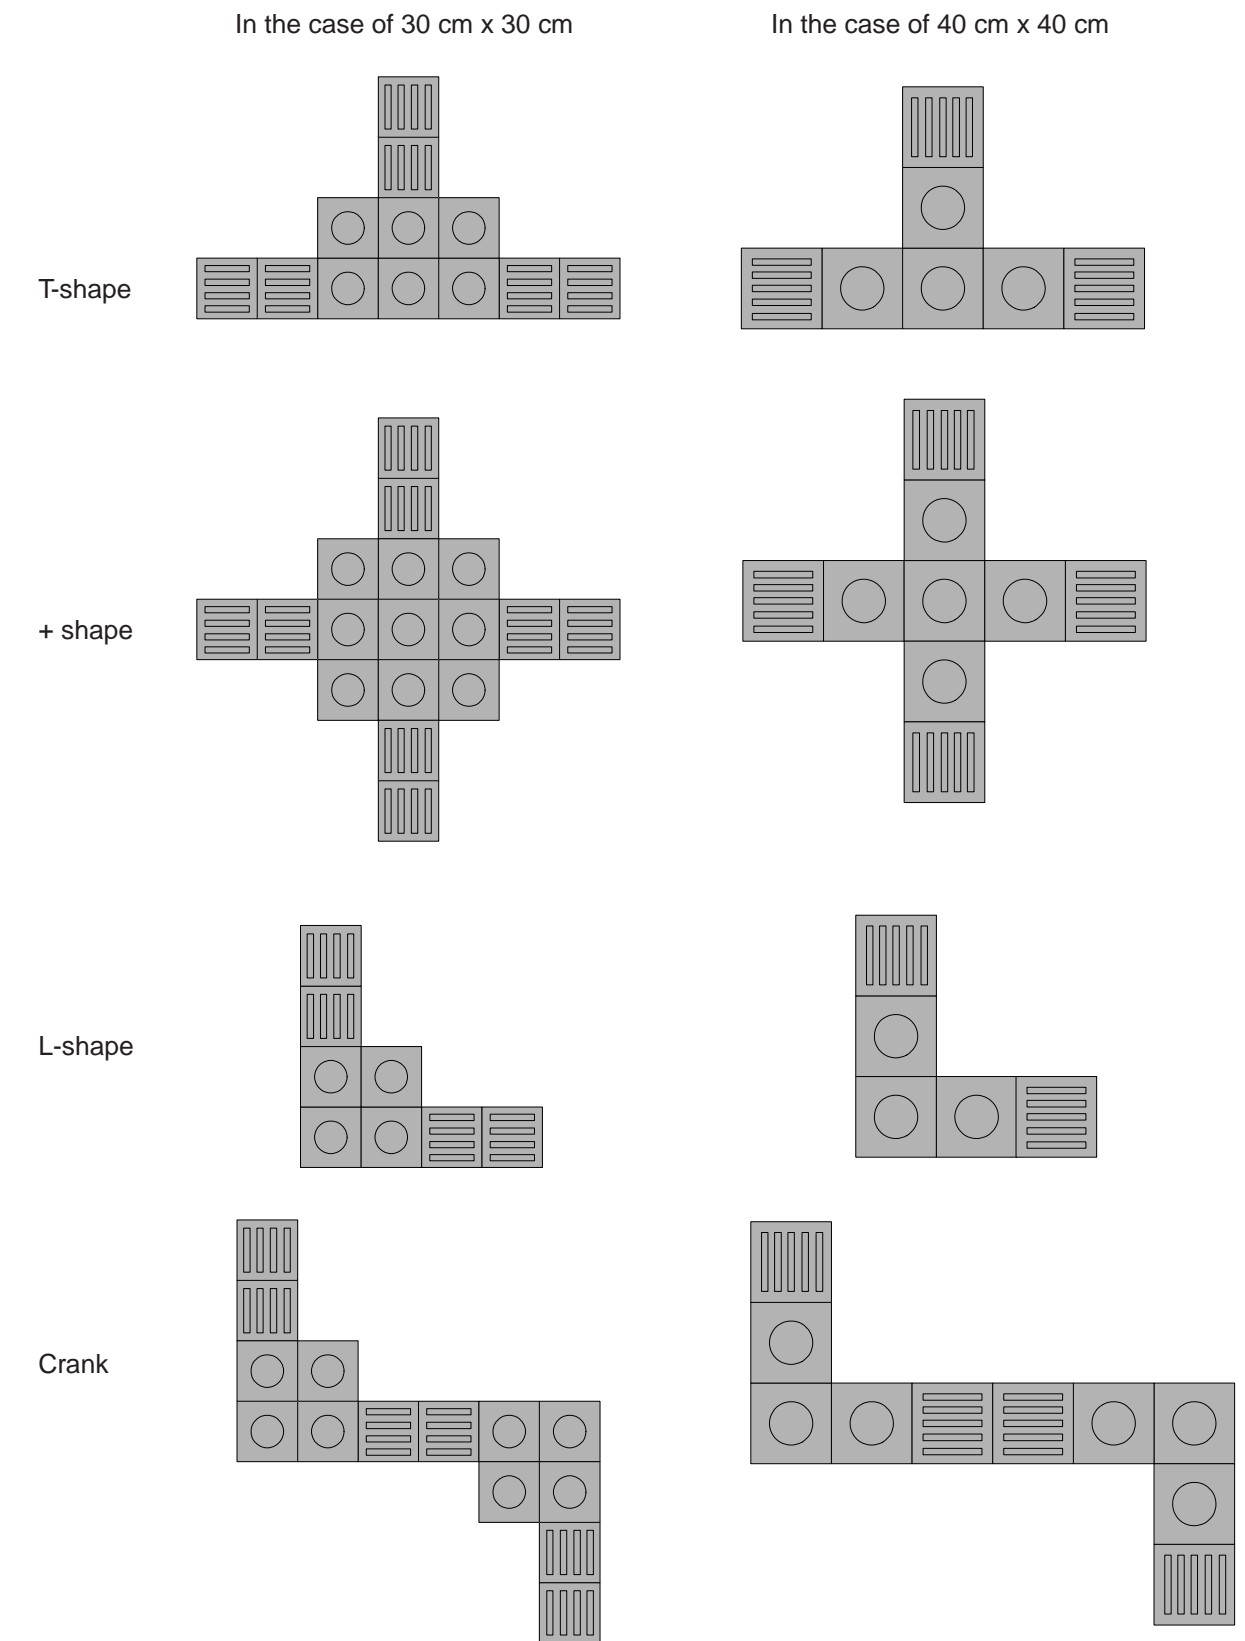 In the case of 30 cm x 30 cm
In the case of 40 cm x 40 cm
T-shape
+ shape
L-shape
Crank